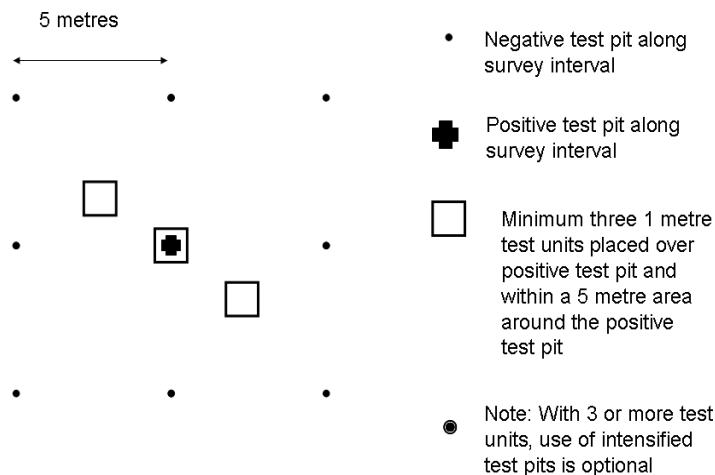 5 metres
Negative test pit along
survey interval
Positive test pit along
survey interval
Minimum three 1 metre
test units placed over
positive test pit and
within a 5 metre area
around the positive
test pit
Note: With 3 or more test
units, use of intensified
test pits is optional